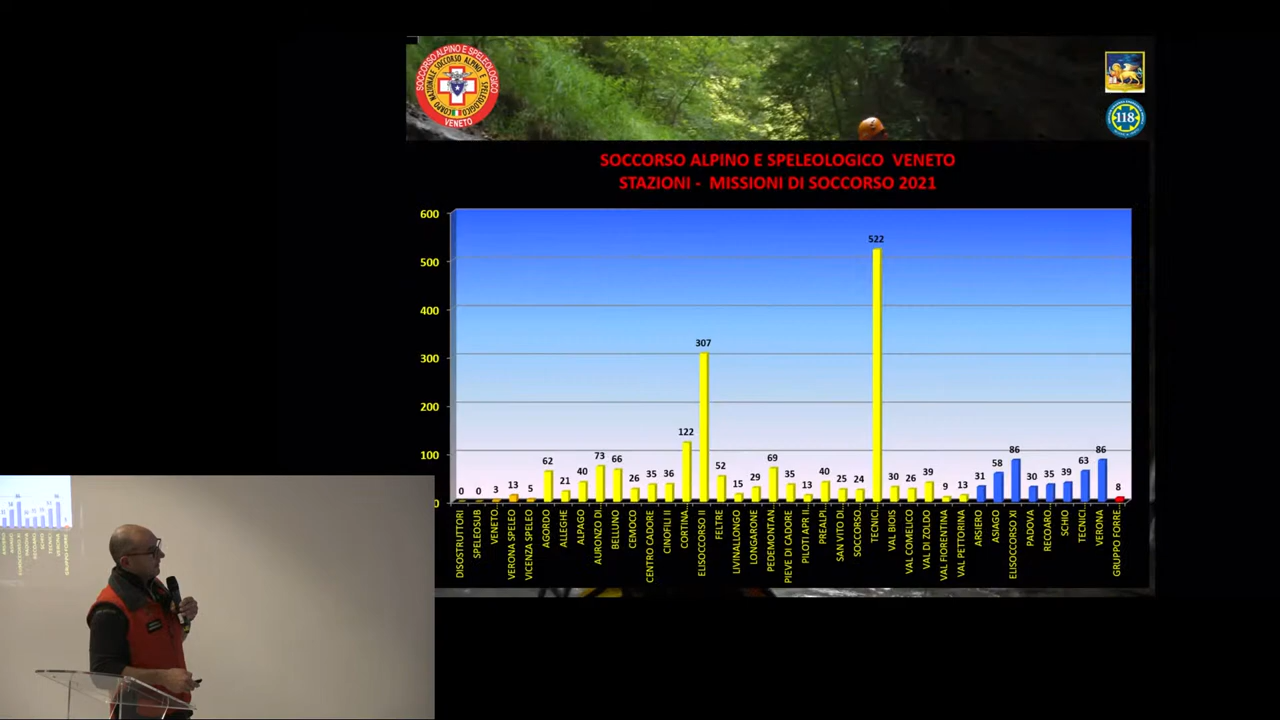 SOCCORSO ALPINO E SPELEOLOGICO
VENETO
118
SOCCORSO ALPINO E SPELEOLOGICO VENETO
STAZIONI - MISSIONI DI SOCCORSO 2021
600
500
400
300
200
100
0
0 0 3 13 5 62 21 40 73 66 26 35 36 122 307 52 15 29 69 35 13 40 25 24 522 30 26 39 9 13 31 58 86 30 35 39 63 86 8
DISOSTRUTTORI
SPELEOSUB
VENETO
VERONA SPELEO
VICENZA SPELEO
AGORDO
ALLEGHE
ALPAGO
AURONZO DI
BELLUNO
CEMOCO
CENTRO CADORE
CINOFILI II
CORTINA
ELISOCCORSO II
FELTRE
LIVINALLONGO
LONGARONE
PEDEMONTANA
PIEVE DI CADORE
PILOTI APR II
PREALPI
SAN VITO DI
SOCCORSO
TECNICI
VAL BIOIS
VAL COMELICO
VAL DI ZOLDO
VAL FIORENTINA
VAL PETTORINA
ARSIERO
ASIAGO
ELISOCCORSO XI
PADOVA
RECOARO
SCHIO
TECNICI
VERONA
GRUPPO FORRE